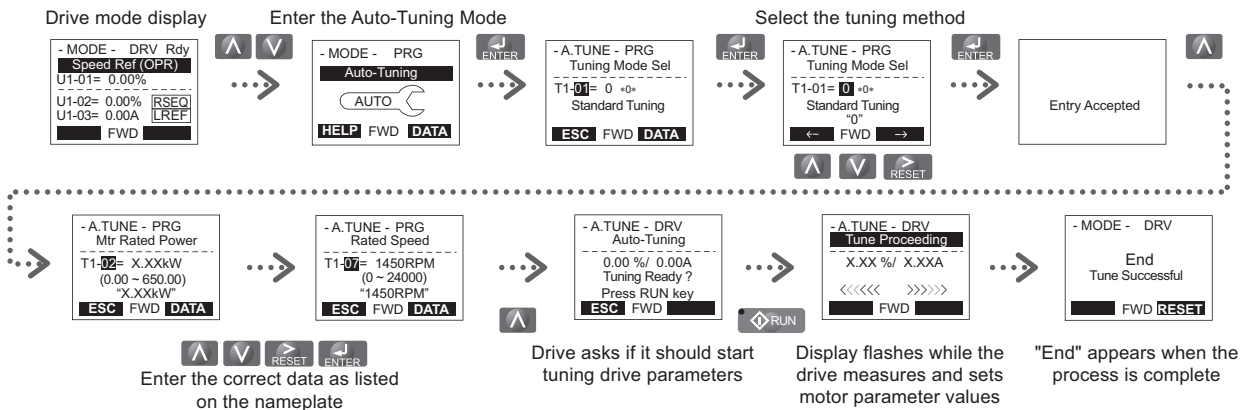 Drive mode display
Enter the Auto-Tuning Mode
Select the tuning method
- MODE - DRV Rdy
Speed Ref (OPR)
U1-01= 0.00%
U1-02= 0.00% RSEQ
U1-03= 0.00A LREF
FWD
- MODE - PRG
Auto-Tuning
AUTO
HELP FWD DATA
ENTER
- A.TUNE - PRG
Tuning Mode Sel
T1-01= 0 *0*
Standard Tuning
ESC FWD DATA
ENTER
- A.TUNE - PRG
Tuning Mode Sel
T1-01= 0 *0*
Standard Tuning
“0”
← FWD →
RESET
ENTER
Entry Accepted
- A.TUNE - PRG
Mtr Rated Power
T1-02= X.XXkW
(0.00 ~ 650.00)
“X.XXkW”
ESC FWD DATA
- A.TUNE - PRG
Rated Speed
T1-07= 1450RPM
(0 ~ 24000)
“1450RPM”
ESC FWD DATA
RESET
ENTER
Enter the correct data as listed
on the nameplate
- A.TUNE - DRV
Auto-Tuning
0.00 %/ 0.00A
Tuning Ready ?
Press RUN key
ESC FWD
Drive asks if it should start
tuning drive parameters
RUN
- A.TUNE - DRV
Tune Proceeding
X.XX %/ X.XXA
<<<<<< >>>>>>
FWD
Display flashes while the
drive measures and sets
motor parameter values
- MODE - DRV
End
Tune Successful
FWD RESET
"End" appears when the
process is complete